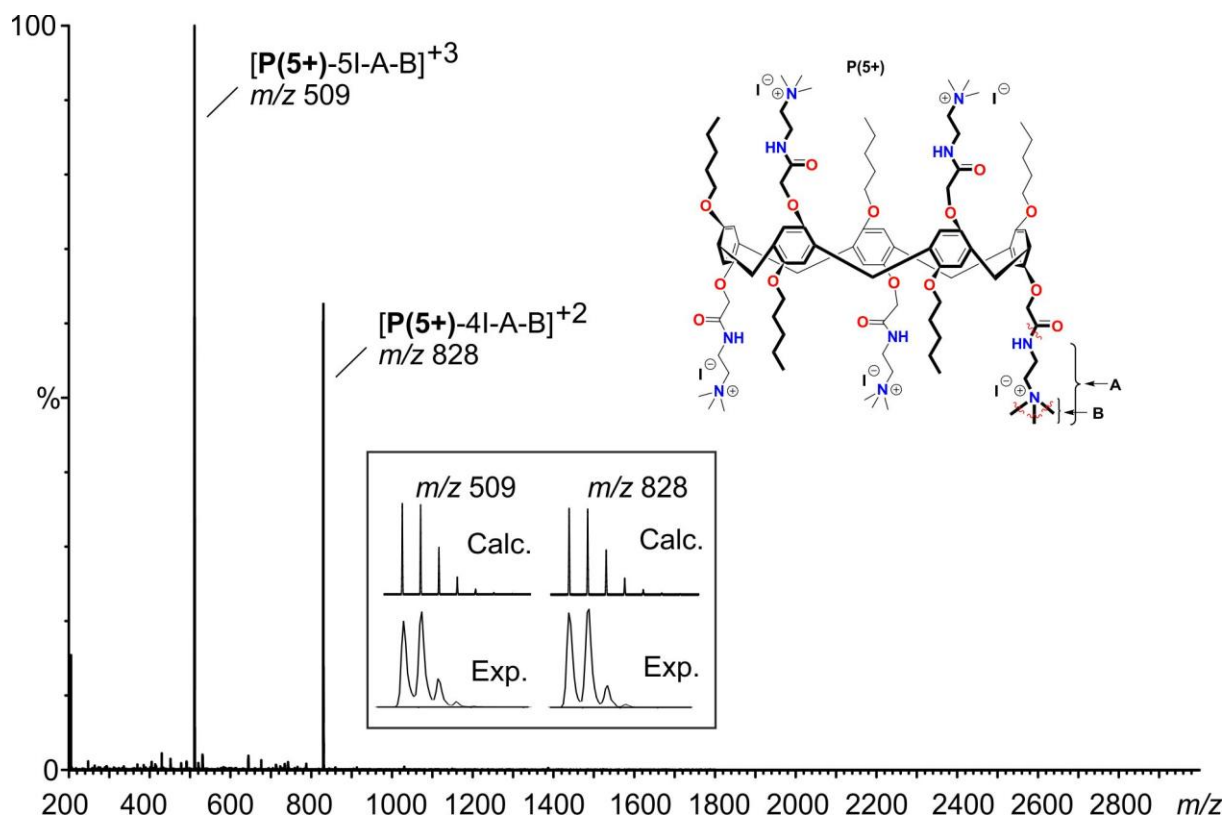 100
[P(5+)-5I-A-B]+3
m/z 509
P(5+)
I⊖ ⊕N N⊕ I⊖
HN HN
O O
O O O O O
[P(5+)-4I-A-B]+2
m/z 828
O O O O O
O O O
NH HN HN
O
I⊖ I⊖ I⊖
N⊕ N⊕ N⊕
A
B
%
m/z 509 m/z 828
Calc. Calc.
Exp. Exp.
0
200 400 600 800 1000 1200 1400 1600 1800 2000 2200 2400 2600 2800 m/z